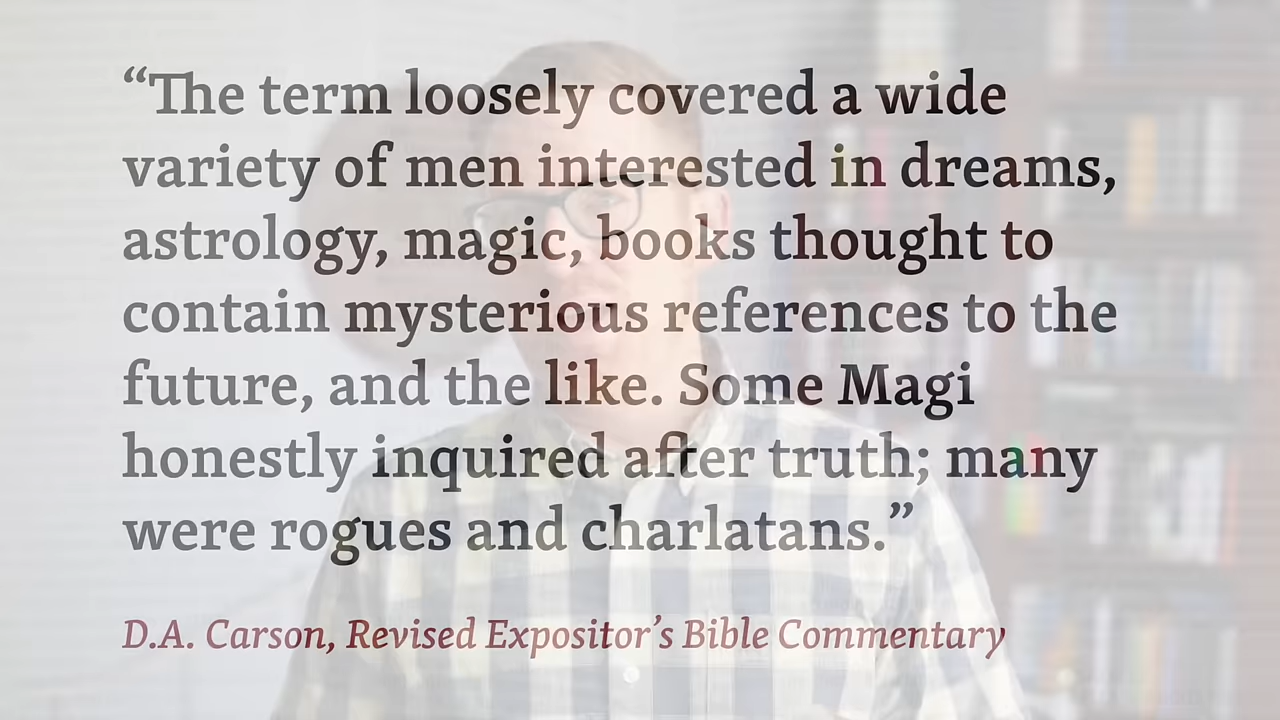 “The term loosely covered a wide
variety of men interested in dreams,
astrology, magic, books thought to
contain mysterious references to the
future, and the like. Some Magi
honestly inquired after truth; many
were rogues and charlatans.”
D.A. Carson, Revised Expositor’s Bible Commentary